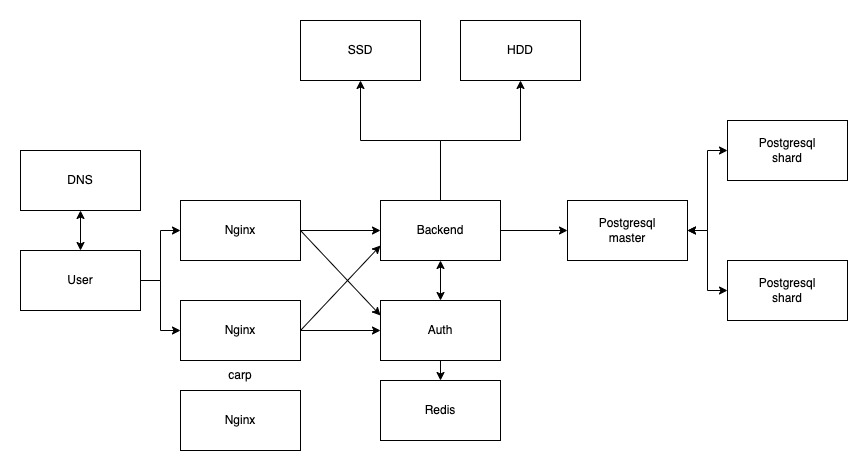 SSD
HDD
Postgresql
shard
DNS
Nginx
Backend
Postgresql
master
User
Postgresql
shard
Nginx
Auth
carp
Nginx
Redis